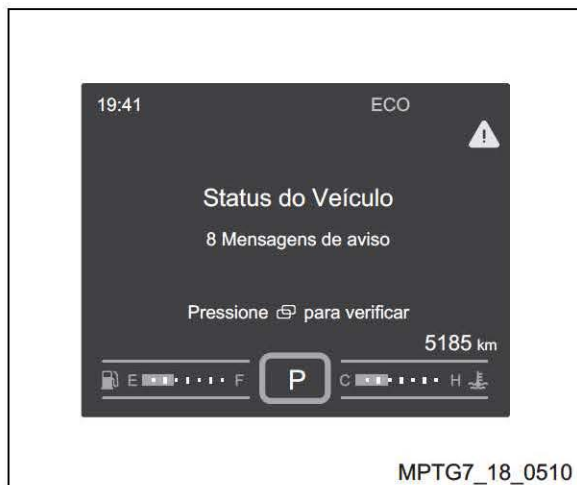 19:41 ECO
Status do Veículo
8 Mensagens de aviso
Pressione para verificar
5185 km
E F P C H
MPTG7_18_0510